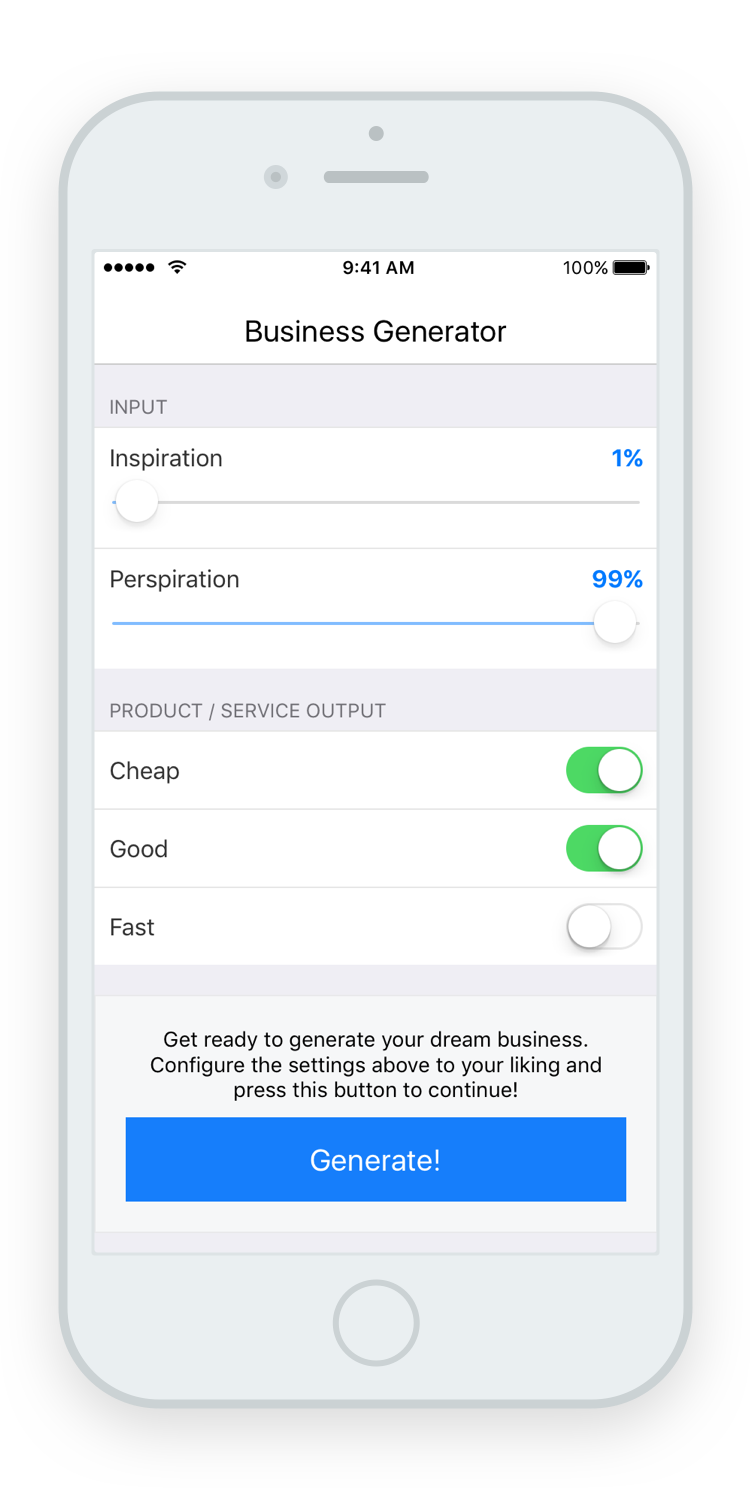 9:41 AM 100%
Business Generator
INPUT
Inspiration 1%
Perspiration 99%
PRODUCT / SERVICE OUTPUT
Cheap
Good
Fast
Get ready to generate your dream business.
Configure the settings above to your liking and
press this button to continue!
Generate!